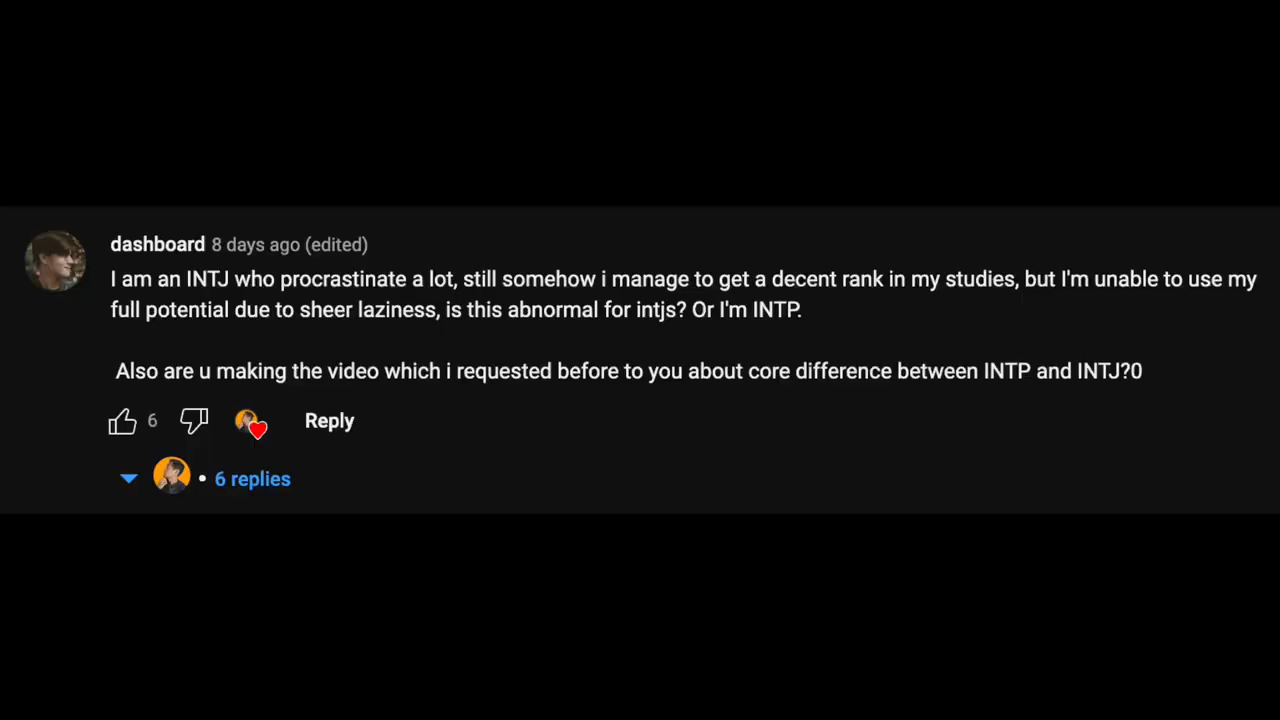 dashboard 8 days ago (edited)
I am an INTJ who procrastinate a lot, still somehow i manage to get a decent rank in my studies, but I'm unable to use my
full potential due to sheer laziness, is this abnormal for intjs? Or I'm INTP.
Also are u making the video which i requested before to you about core difference between INTP and INTJ?0
6 Reply
• 6 replies